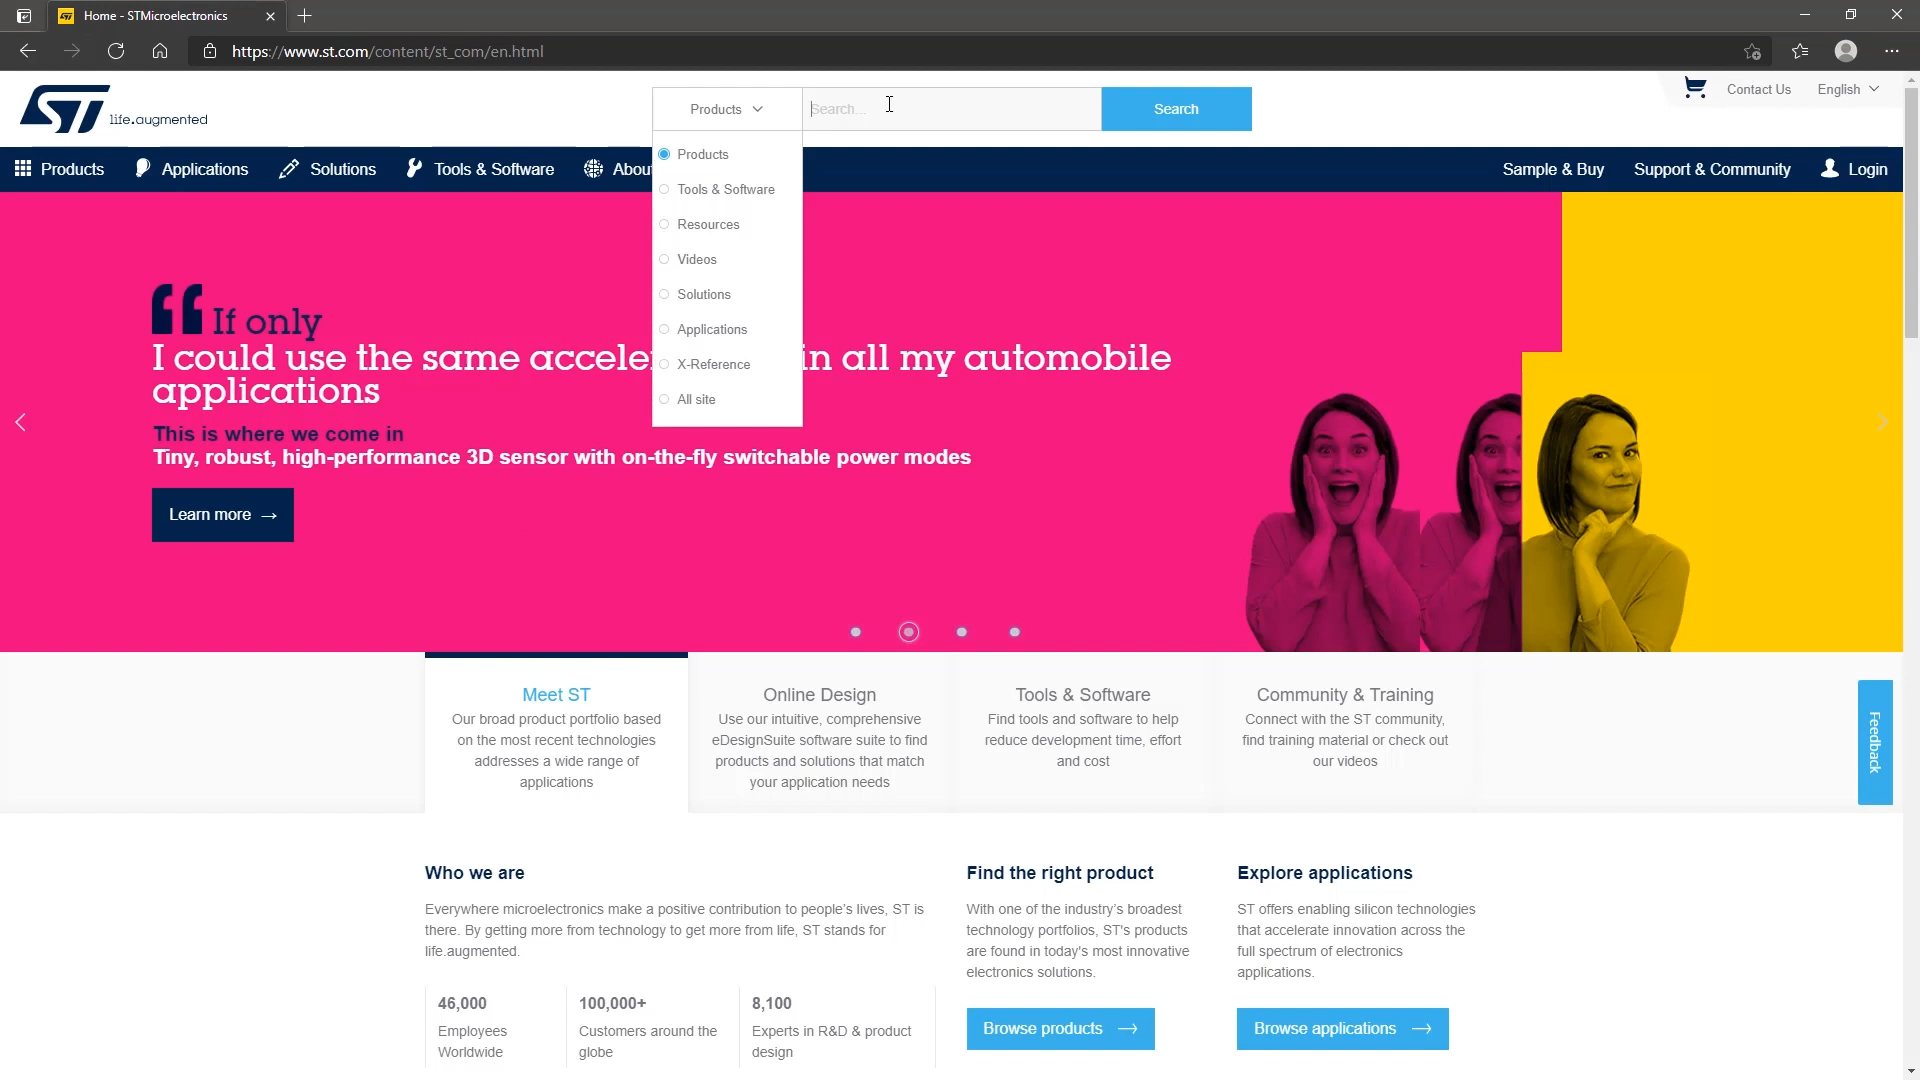 Home - STMicroelectronics
https://www.st.com/content/st_com/en.html
ST life.augmented
Products
Search...
Search
Contact Us
English
Products
Applications
Solutions
Tools & Software
Abou
Sample & Buy
Support & Community
Login
Products
Tools & Software
Resources
Videos
Solutions
Applications
X-Reference
All site
If only
I could use the same accele in all my automobile
applications
This is where we come in
Tiny, robust, high-performance 3D sensor with on-the-fly switchable power modes
Learn more →
Meet ST
Our broad product portfolio based
on the most recent technologies
addresses a wide range of
applications
Online Design
Use our intuitive, comprehensive
eDesignSuite software suite to find
products and solutions that match
your application needs
Tools & Software
Find tools and software to help
reduce development time, effort
and cost
Community & Training
Connect with the ST community,
find training material or check out
our videos
Feedback
Who we are
Everywhere microelectronics make a positive contribution to people's lives, ST is
there. By getting more from technology to get more from life, ST stands for
life.augmented.
46,000
Employees
Worldwide
100,000+
Customers around the
globe
8,100
Experts in R&D & product
design
Find the right product
With one of the industry's broadest
technology portfolios, ST's products
are found in today's most innovative
electronics solutions.
Browse products →
Explore applications
ST offers enabling silicon technologies
that accelerate innovation across the
full spectrum of electronics
applications.
Browse applications →